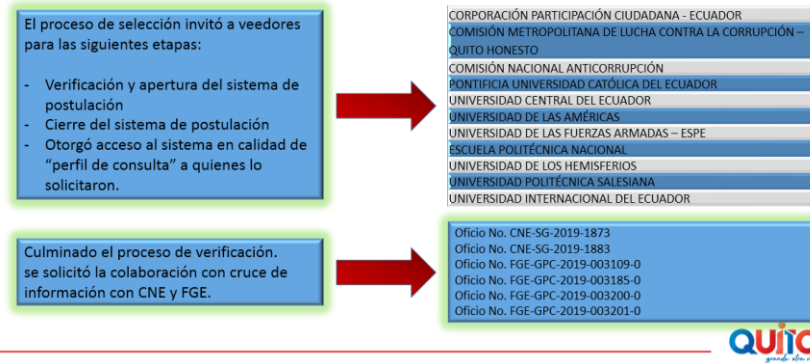 El proceso de selección invitó a veedores
para las siguientes etapas:
- Verificación y apertura del sistema de
postulación
- Cierre del sistema de postulación
- Otorgó acceso al sistema en calidad de
“perfil de consulta” a quienes lo
solicitaron.
CORPORACIÓN PARTICIPACIÓN CIUDADANA - ECUADOR
COMISIÓN METROPOLITANA DE LUCHA CONTRA LA CORRUPCIÓN –
QUITO HONESTO
COMISIÓN NACIONAL ANTICORRUPCIÓN
PONTIFICIA UNIVERSIDAD CATÓLICA DEL ECUADOR
UNIVERSIDAD CENTRAL DEL ECUADOR
UNIVERSIDAD DE LAS AMÉRICAS
UNIVERSIDAD DE LAS FUERZAS ARMADAS – ESPE
ESCUELA POLITÉCNICA NACIONAL
UNIVERSIDAD DE LOS HEMISFERIOS
UNIVERSIDAD POLITÉCNICA SALESIANA
UNIVERSIDAD INTERNACIONAL DEL ECUADOR
Culminado el proceso de verificación.
se solicitó la colaboración con cruce de
información con CNE y FGE.
Oficio No. CNE-SG-2019-1873
Oficio No. CNE-SG-2019-1883
Oficio No. FGE-GPC-2019-003109-0
Oficio No. FGE-GPC-2019-003185-0
Oficio No. FGE-GPC-2019-003200-0
Oficio No. FGE-GPC-2019-003201-0
QUITO
grande otra